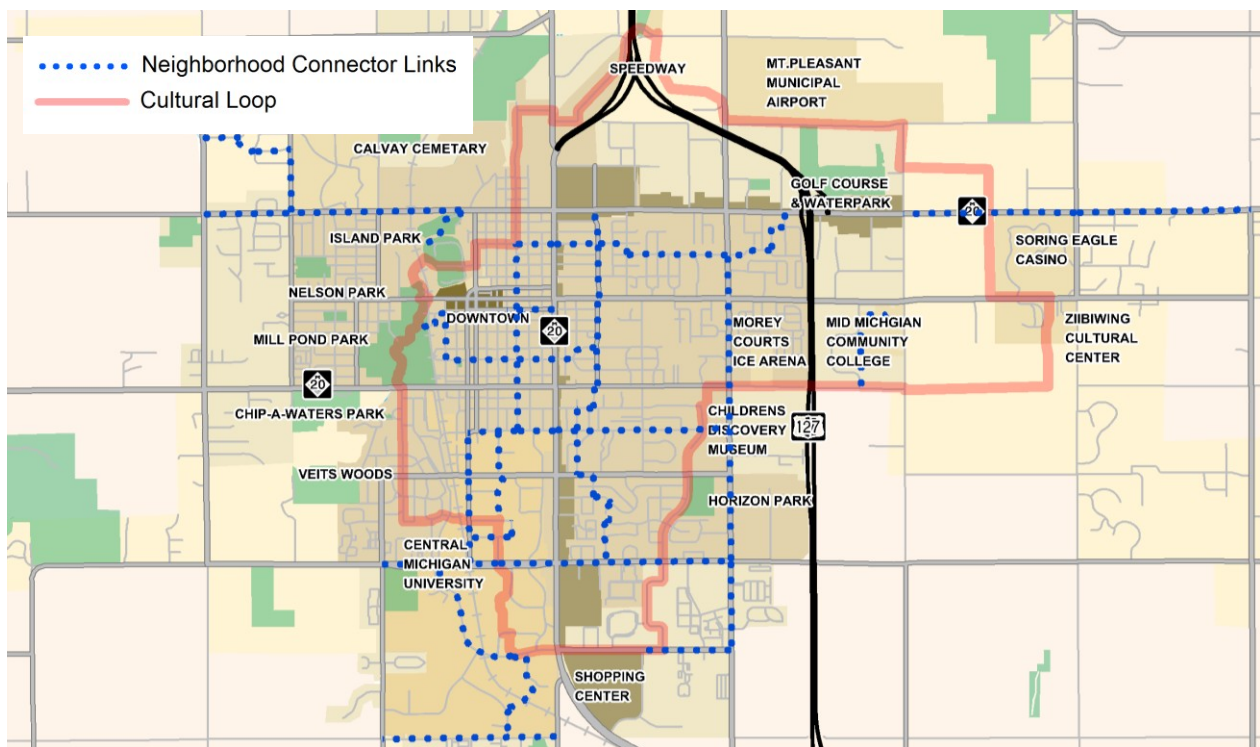 Neighborhood Connector Links
Cultural Loop
SPEEDWAY
MT.PLEASANT
MUNICIPAL
AIRPORT
CALVAY CEMETARY
GOLF COURSE
& WATERPARK
M
20
ISLAND PARK
SORING EAGLE
CASINO
NELSON PARK
DOWNTOWN
M
20
MOREY
COURTS
ICE ARENA
MID MICHGIAN
COMMUNITY
COLLEGE
ZIIBIWING
CULTURAL
CENTER
MILL POND PARK
M
20
CHIP-A-WATERS PARK
CHILDRENS
DISCOVERY
MUSEUM
127
VEITS WOODS
HORIZON PARK
CENTRAL
MICHIGAN
UNIVERSITY
SHOPPING
CENTER